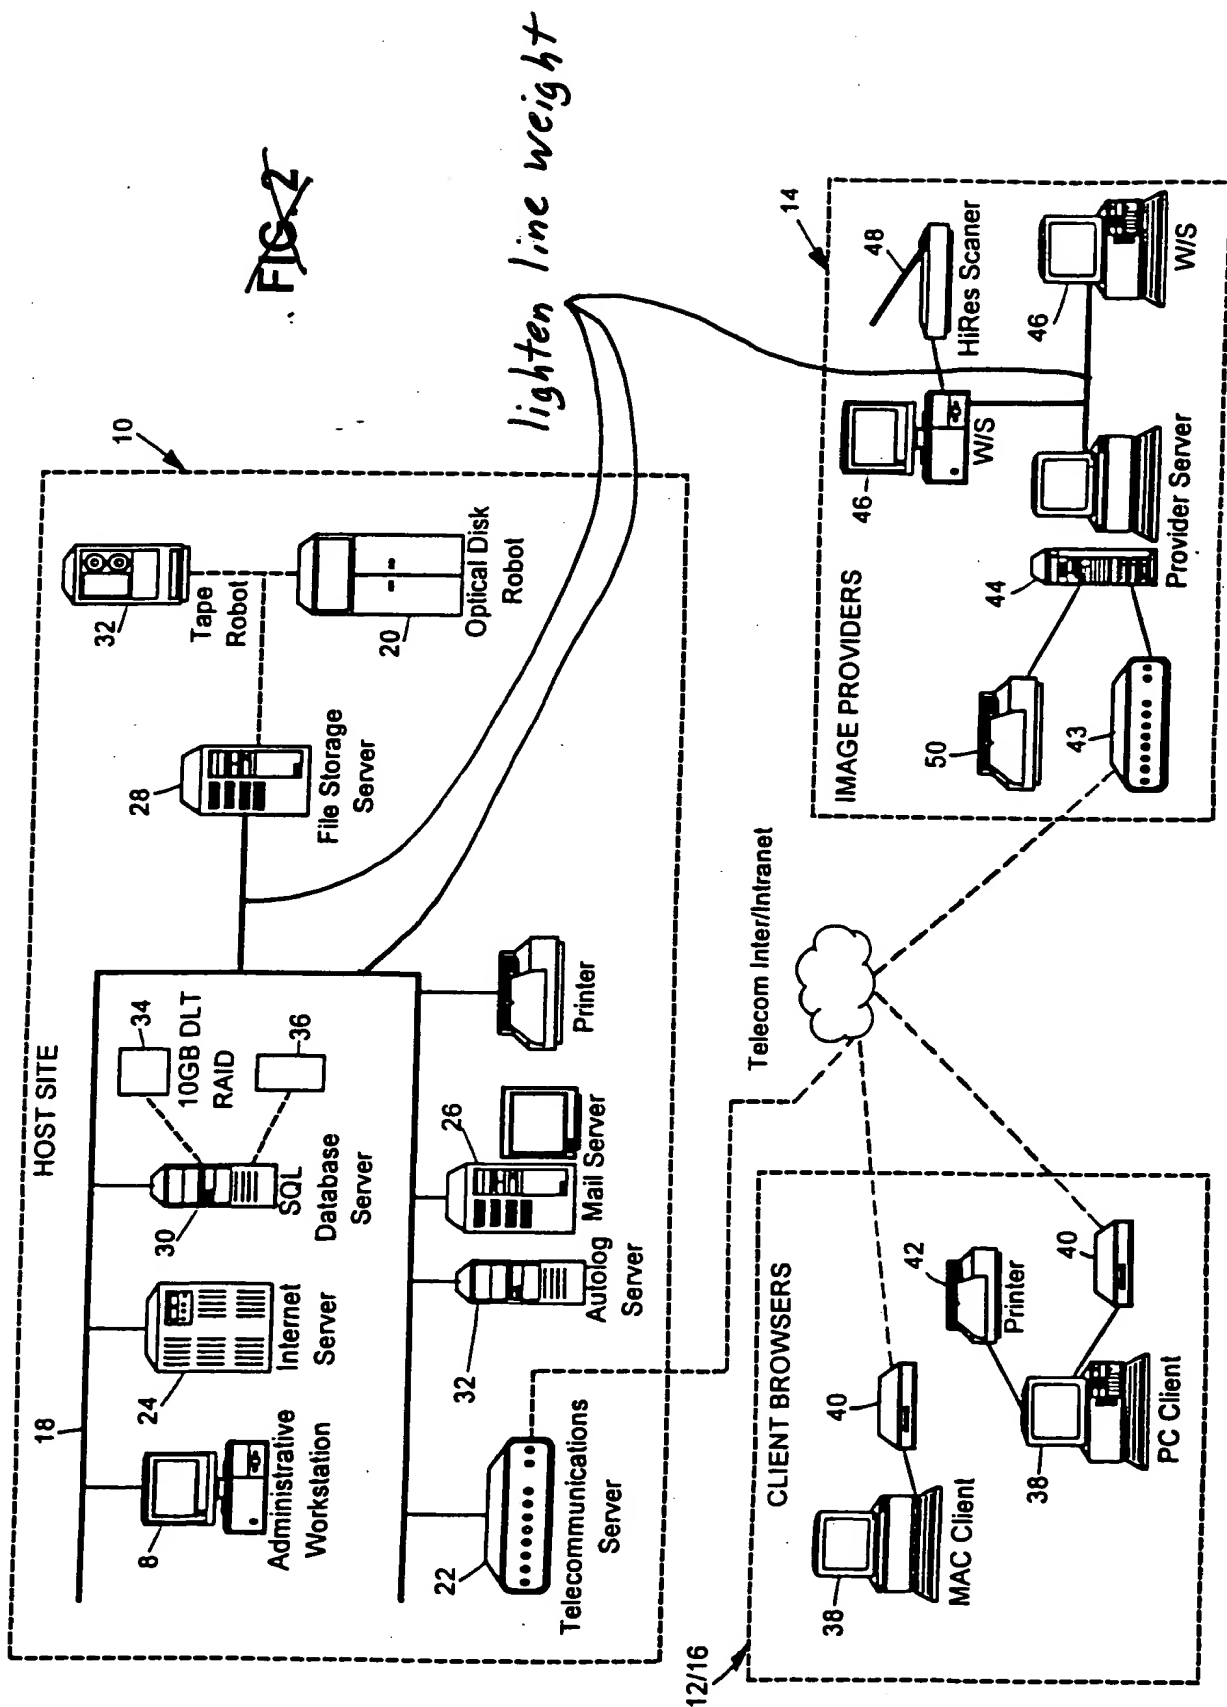 FIG. 2
lighten line weight
HOST SITE
10
18
8
Administrative
Workstation
24
Internet
Server
30
SQL
Database
Server
34
10GB DLT
RAID
36
28
File Storage
Server
32
Tape
Robot
20
Optical Disk
Robot
22
Telecommunications
Server
32
Autolog
Server
26
Mail Server
Printer
Telecom Inter/Intranet
12/16
CLIENT BROWSERS
38
MAC Client
40
42
Printer
38
PC Client
40
14
IMAGE PROVIDERS
50
43
44
Provider Server
46
W/S
48
HiRes Scaner
46
W/S